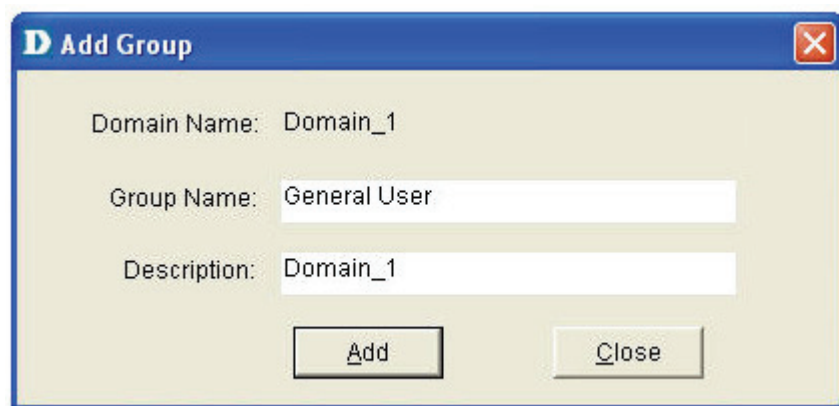 D Add Group
Domain Name: Domain_1
Group Name: General User
Description: Domain_1
Add Close